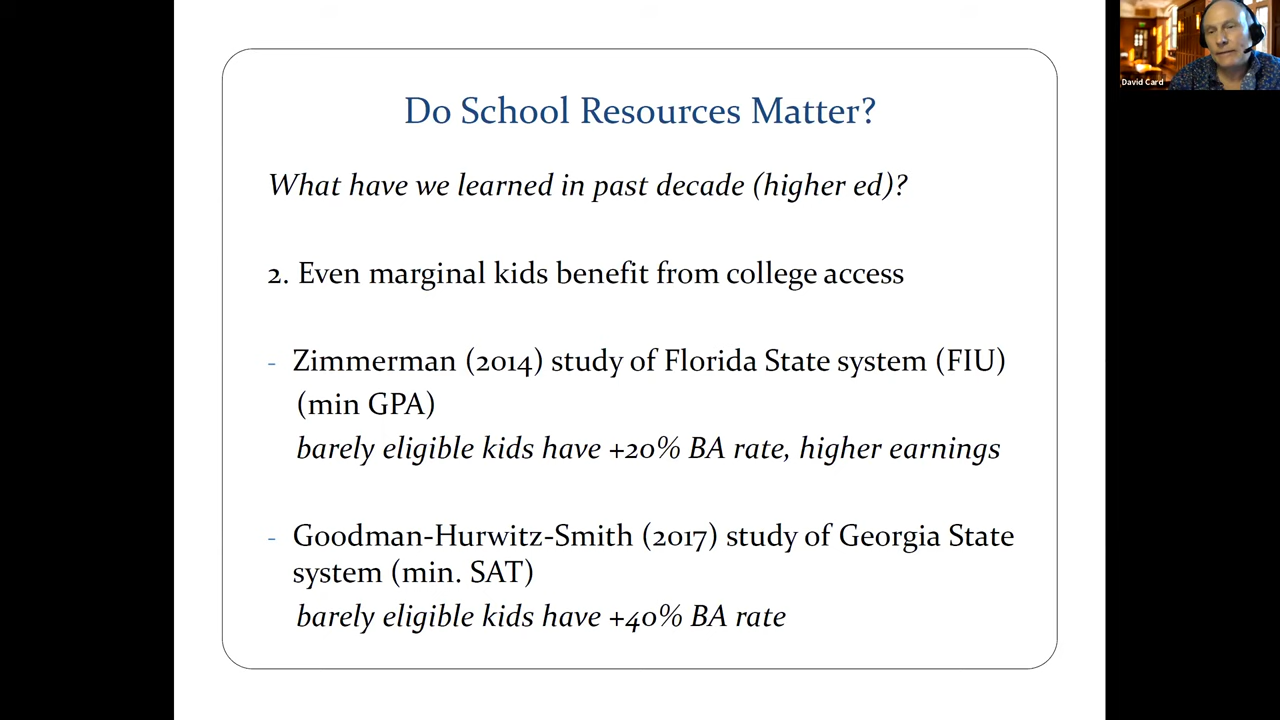 Do School Resources Matter?
What have we learned in past decade (higher ed)?
2. Even marginal kids benefit from college access
- Zimmerman (2014) study of Florida State system (FIU)
(min GPA)
barely eligible kids have +20% BA rate, higher earnings
- Goodman-Hurwitz-Smith (2017) study of Georgia State
system (min. SAT)
barely eligible kids have +40% BA rate
David Card